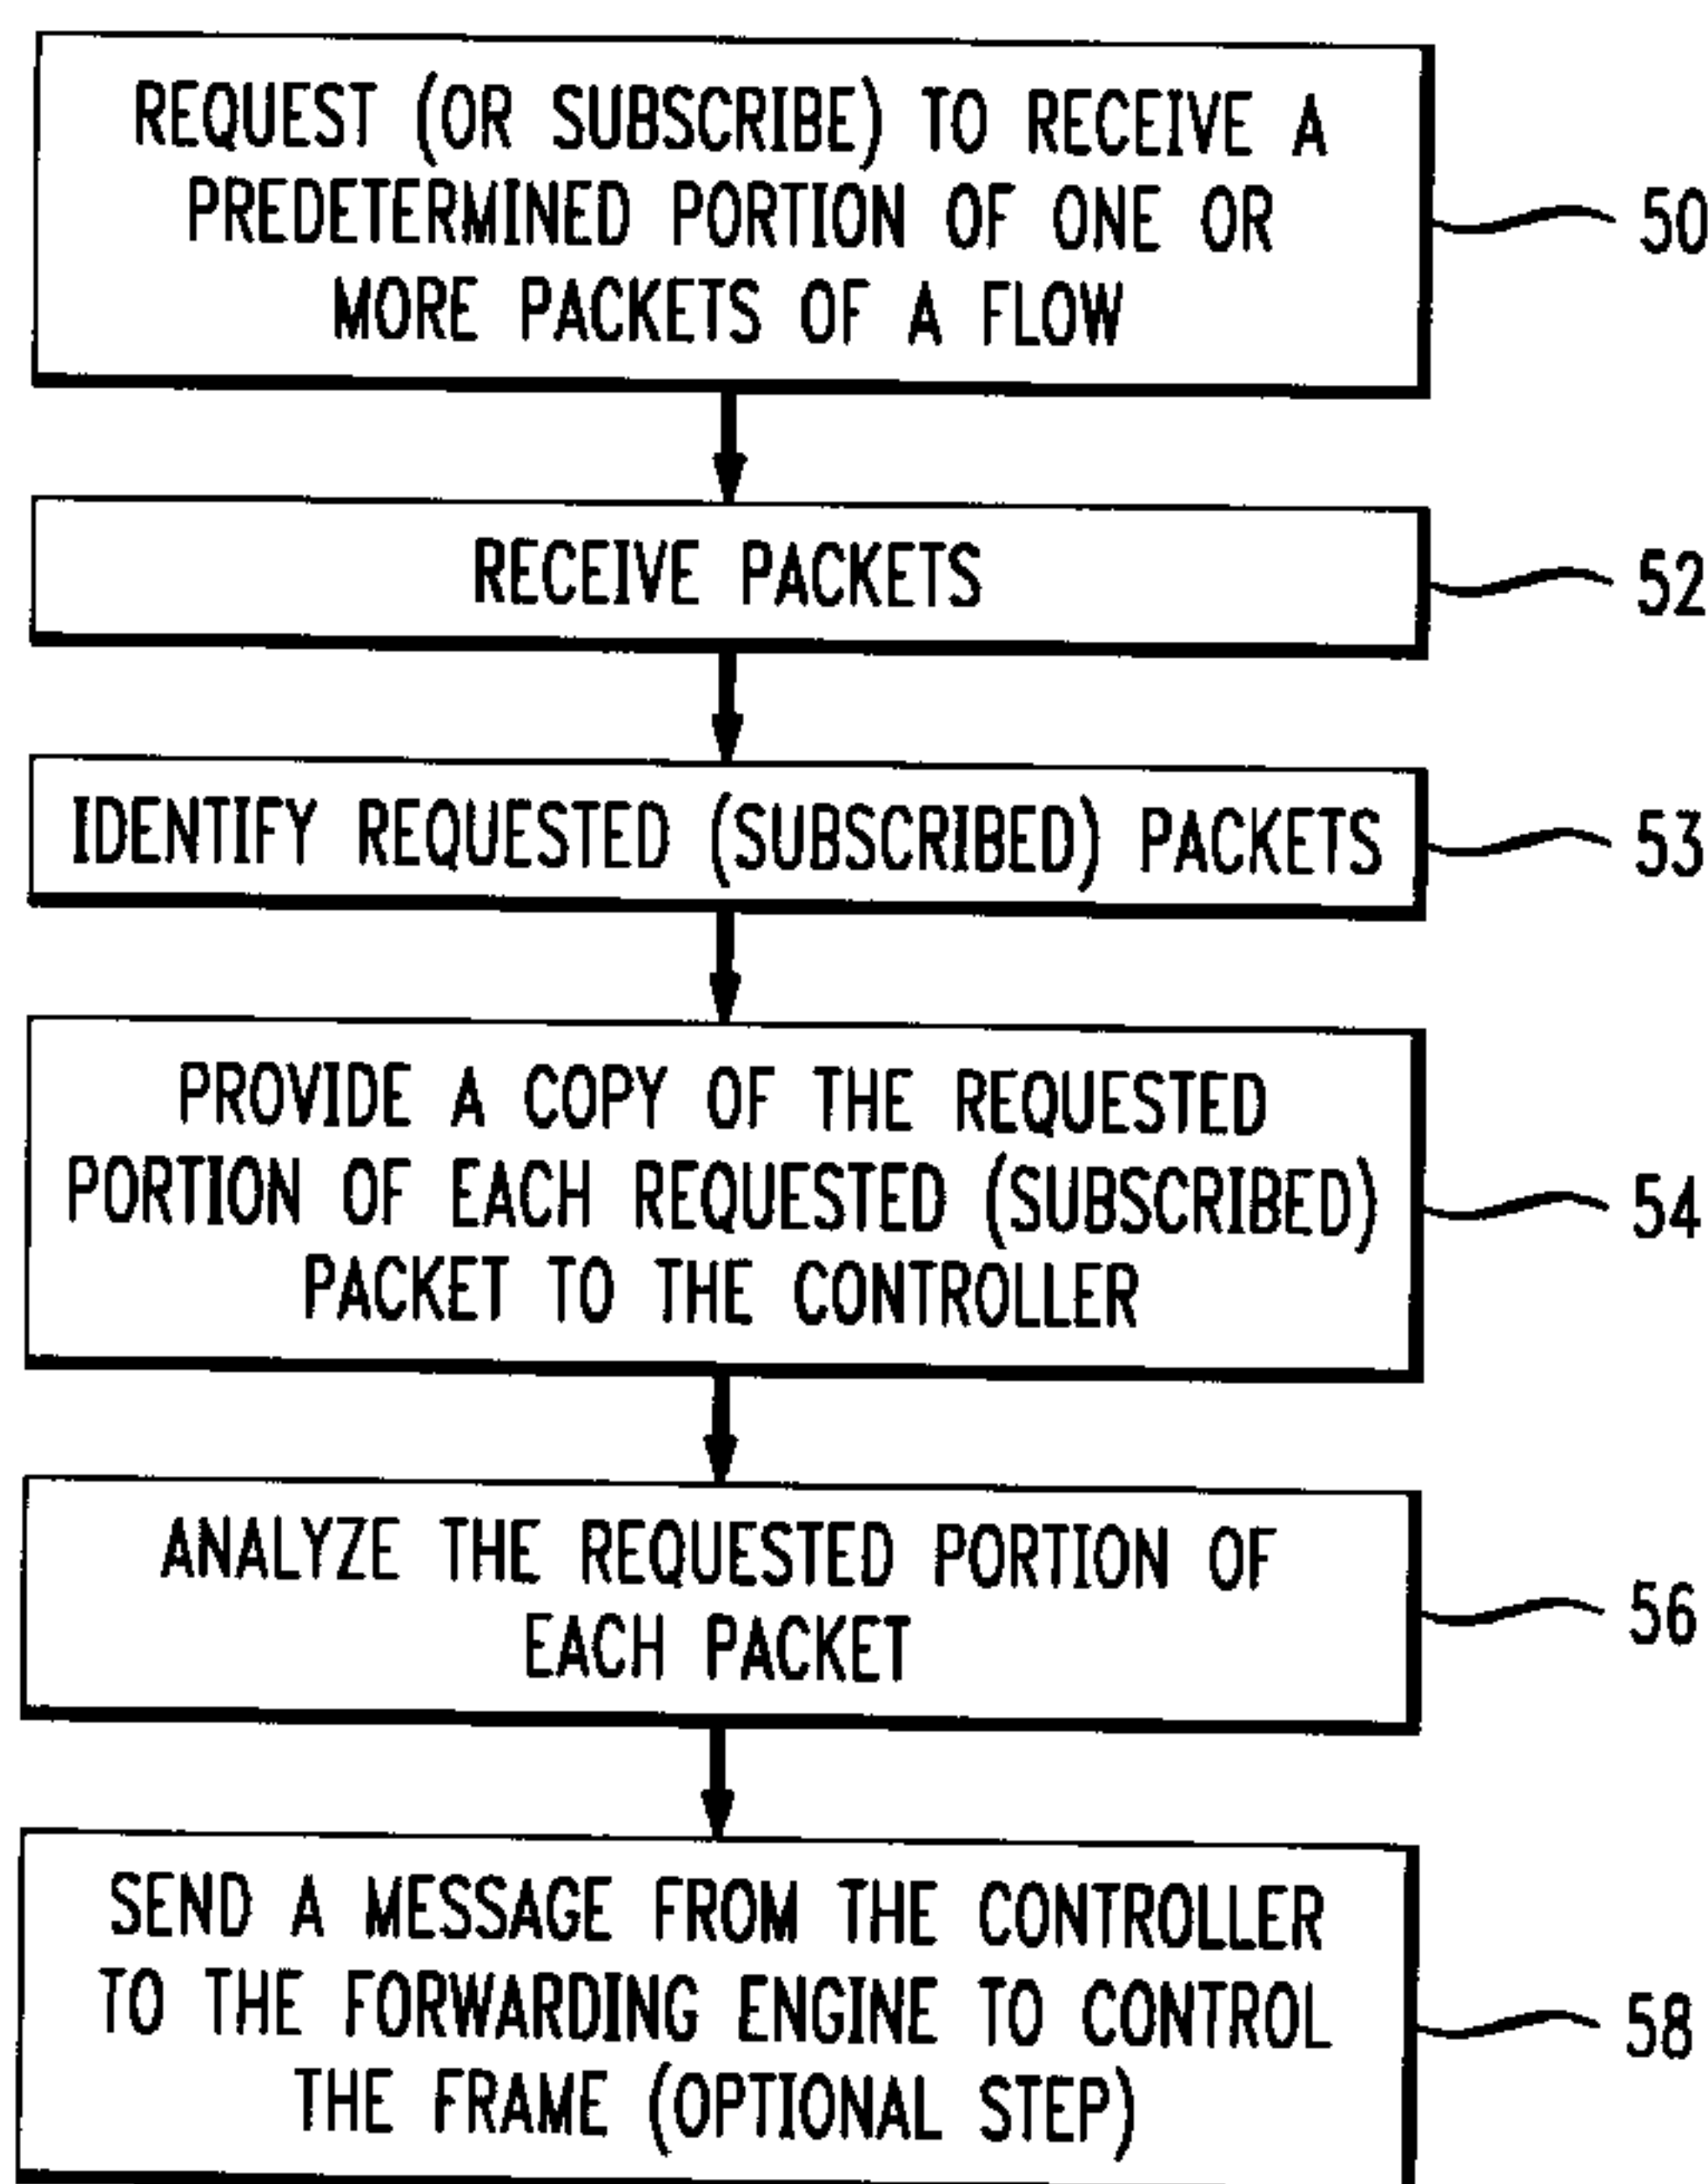 REQUEST (OR SUBSCRIBE) TO RECEIVE A
PREDETERMINED PORTION OF ONE OR
MORE PACKETS OF A FLOW
50
RECEIVE PACKETS
52
IDENTIFY REQUESTED (SUBSCRIBED) PACKETS
53
PROVIDE A COPY OF THE REQUESTED
PORTION OF EACH REQUESTED (SUBSCRIBED)
PACKET TO THE CONTROLLER
54
ANALYZE THE REQUESTED PORTION OF
EACH PACKET
56
SEND A MESSAGE FROM THE CONTROLLER
TO THE FORWARDING ENGINE TO CONTROL
THE FRAME (OPTIONAL STEP)
58